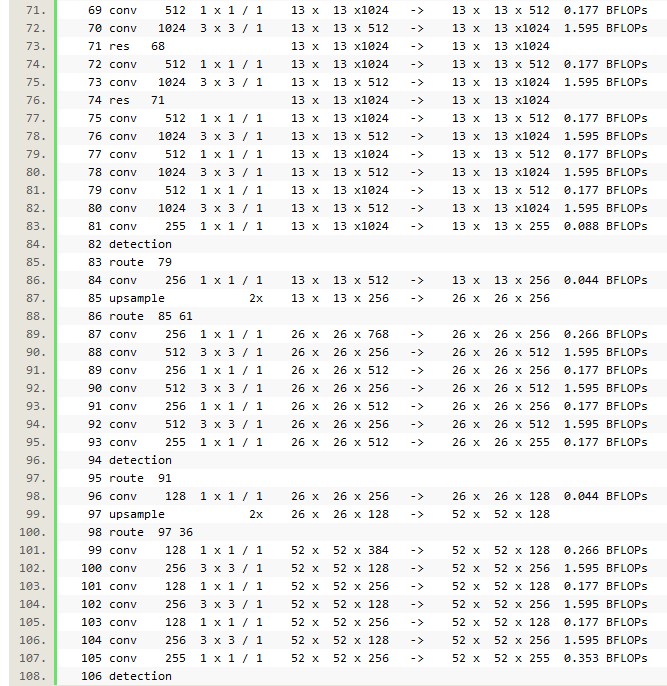 71. 69 conv 512 1 x 1 / 1 13 x 13 x1024 -> 13 x 13 x 512 0.177 BFLOPs
72. 70 conv 1024 3 x 3 / 1 13 x 13 x 512 -> 13 x 13 x1024 1.595 BFLOPs
73. 71 res 68 13 x 13 x1024 -> 13 x 13 x1024
74. 72 conv 512 1 x 1 / 1 13 x 13 x1024 -> 13 x 13 x 512 0.177 BFLOPs
75. 73 conv 1024 3 x 3 / 1 13 x 13 x 512 -> 13 x 13 x1024 1.595 BFLOPs
76. 74 res 71 13 x 13 x1024 -> 13 x 13 x1024
77. 75 conv 512 1 x 1 / 1 13 x 13 x1024 -> 13 x 13 x 512 0.177 BFLOPs
78. 76 conv 1024 3 x 3 / 1 13 x 13 x 512 -> 13 x 13 x1024 1.595 BFLOPs
79. 77 conv 512 1 x 1 / 1 13 x 13 x1024 -> 13 x 13 x 512 0.177 BFLOPs
80. 78 conv 1024 3 x 3 / 1 13 x 13 x 512 -> 13 x 13 x1024 1.595 BFLOPs
81. 79 conv 512 1 x 1 / 1 13 x 13 x1024 -> 13 x 13 x 512 0.177 BFLOPs
82. 80 conv 1024 3 x 3 / 1 13 x 13 x 512 -> 13 x 13 x1024 1.595 BFLOPs
83. 81 conv 255 1 x 1 / 1 13 x 13 x1024 -> 13 x 13 x 255 0.088 BFLOPs
84. 82 detection
85. 83 route 79
86. 84 conv 256 1 x 1 / 1 13 x 13 x 512 -> 13 x 13 x 256 0.044 BFLOPs
87. 85 upsample 2x 13 x 13 x 256 -> 26 x 26 x 256
88. 86 route 85 61
89. 87 conv 256 1 x 1 / 1 26 x 26 x 768 -> 26 x 26 x 256 0.266 BFLOPs
90. 88 conv 512 3 x 3 / 1 26 x 26 x 256 -> 26 x 26 x 512 1.595 BFLOPs
91. 89 conv 256 1 x 1 / 1 26 x 26 x 512 -> 26 x 26 x 256 0.177 BFLOPs
92. 90 conv 512 3 x 3 / 1 26 x 26 x 256 -> 26 x 26 x 512 1.595 BFLOPs
93. 91 conv 256 1 x 1 / 1 26 x 26 x 512 -> 26 x 26 x 256 0.177 BFLOPs
94. 92 conv 512 3 x 3 / 1 26 x 26 x 256 -> 26 x 26 x 512 1.595 BFLOPs
95. 93 conv 255 1 x 1 / 1 26 x 26 x 512 -> 26 x 26 x 255 0.177 BFLOPs
96. 94 detection
97. 95 route 91
98. 96 conv 128 1 x 1 / 1 26 x 26 x 256 -> 26 x 26 x 128 0.044 BFLOPs
99. 97 upsample 2x 26 x 26 x 128 -> 52 x 52 x 128
100. 98 route 97 36
101. 99 conv 128 1 x 1 / 1 52 x 52 x 384 -> 52 x 52 x 128 0.266 BFLOPs
102. 100 conv 256 3 x 3 / 1 52 x 52 x 128 -> 52 x 52 x 256 1.595 BFLOPs
103. 101 conv 128 1 x 1 / 1 52 x 52 x 256 -> 52 x 52 x 128 0.177 BFLOPs
104. 102 conv 256 3 x 3 / 1 52 x 52 x 128 -> 52 x 52 x 256 1.595 BFLOPs
105. 103 conv 128 1 x 1 / 1 52 x 52 x 256 -> 52 x 52 x 128 0.177 BFLOPs
106. 104 conv 256 3 x 3 / 1 52 x 52 x 128 -> 52 x 52 x 256 1.595 BFLOPs
107. 105 conv 255 1 x 1 / 1 52 x 52 x 256 -> 52 x 52 x 255 0.353 BFLOPs
108. 106 detection